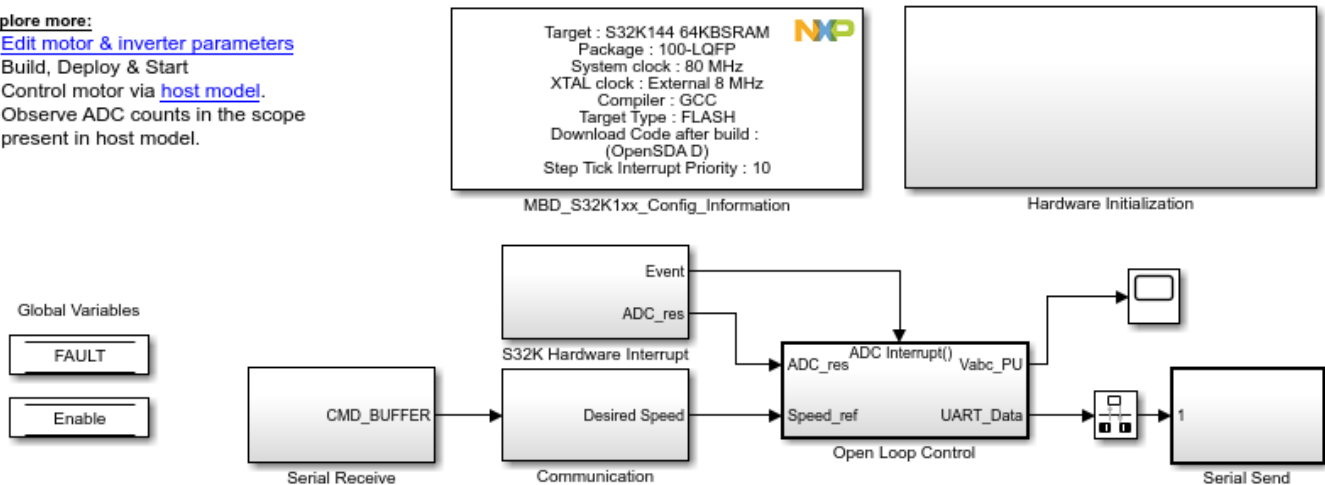 plore more:
Edit motor & inverter parameters
Build, Deploy & Start
Control motor via host model.
Observe ADC counts in the scope
present in host model.
Target : S32K144 64KBSRAM
NXP
Package : 100-LQFP
System clock : 80 MHz
XTAL clock : External 8 MHz
Compiler : GCC
Target Type : FLASH
Download Code after build :
(OpenSDA D)
Step Tick Interrupt Priority : 10
MBD_S32K1xx_Config_Information
Hardware Initialization
Global Variables
FAULT
Enable
CMD_BUFFER
Serial Receive
Event
ADC_res
S32K Hardware Interrupt
Desired Speed
Communication
ADC Interrupt()
ADC_res
Vabc_PU
Speed_ref
UART_Data
Open Loop Control
1
Serial Send